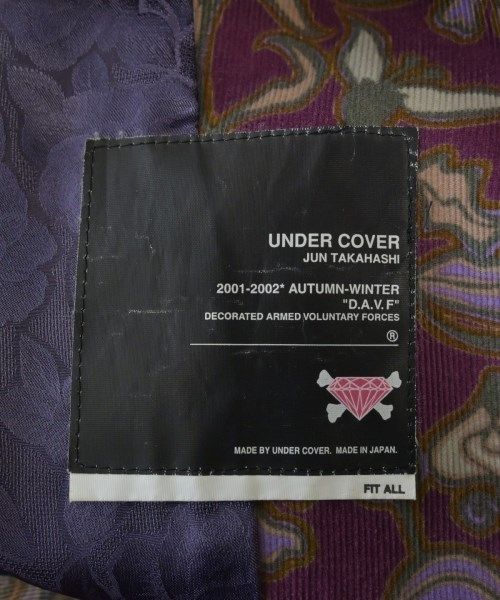 UNDER COVER
JUN TAKAHASHI
2001-2002* AUTUMN-WINTER
"D.A.V. F"
DECORATED ARMED VOLUNTARY FORCES
®
MADE BY UNDER COVER. MADE IN JAPAN.
FIT ALL